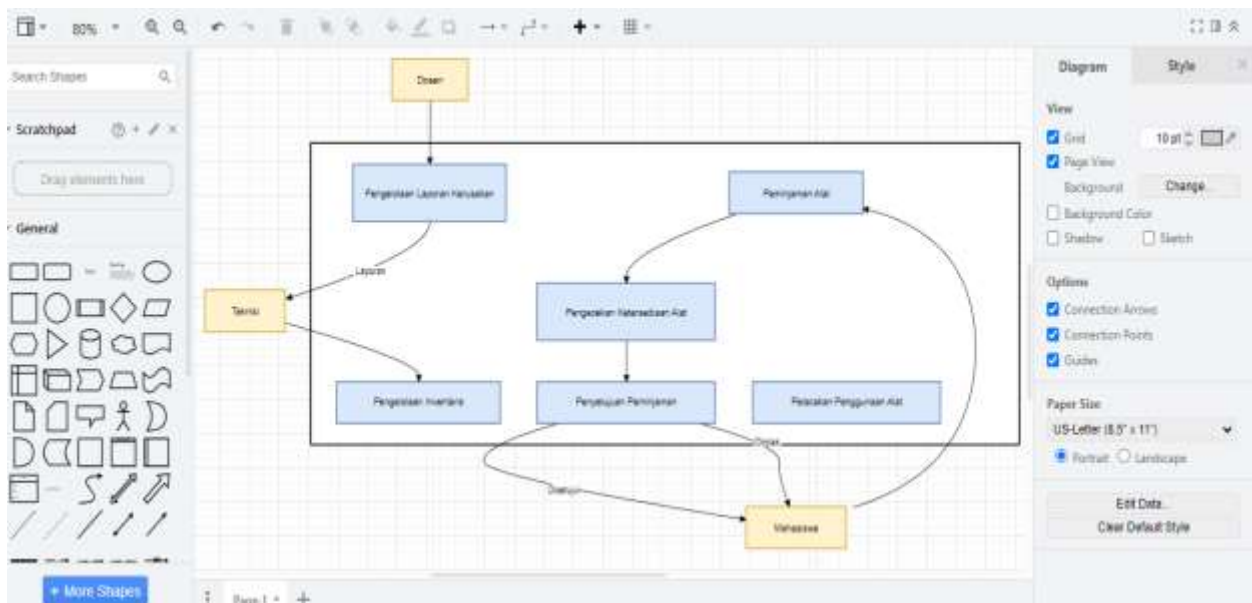 80%
Search Shapes
Scratchpad
Drag elements here
General
+ More Shapes
Dosen
Pengelolaan Laporan Kerusakan
Peminjaman Alat
Laporan
Teknisi
Pengecekan Ketersediaan Alat
Pengelolaan Inventaris
Penyetujuan Peminjaman
Pelacakan Penggunaan Alat
Ditolak
Disetujui
Mahasiswa
Page-1
Diagram
Style
View
Grid
10 pt
Page View
Background
Change...
Background Color
Shadow
Sketch
Options
Connection Arrows
Connection Points
Guides
Paper Size
US-Letter (8,5" x 11")
Portrait
Landscape
Edit Data...
Clear Default Style